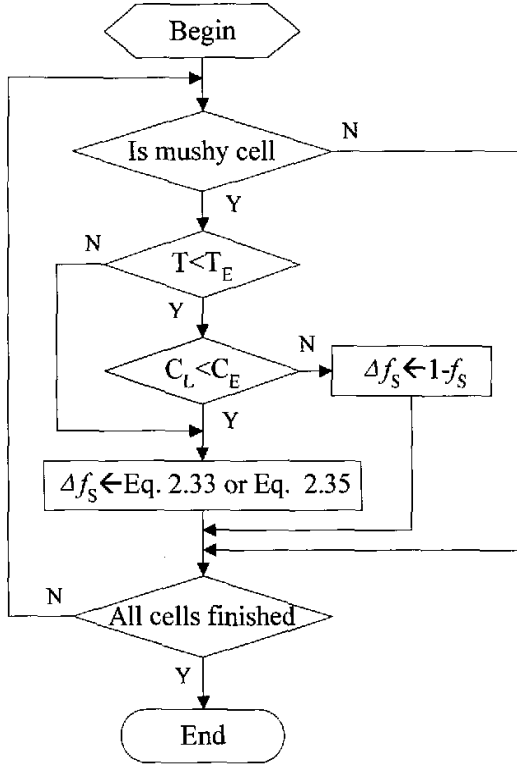 Begin
N
Is mushy cell
Y
N
T<T_E
Y
N
C_L<C_E
Δf_S←1-f_S
Y
Δf_S←Eq. 2.33 or Eq. 2.35
N
All cells finished
Y
End